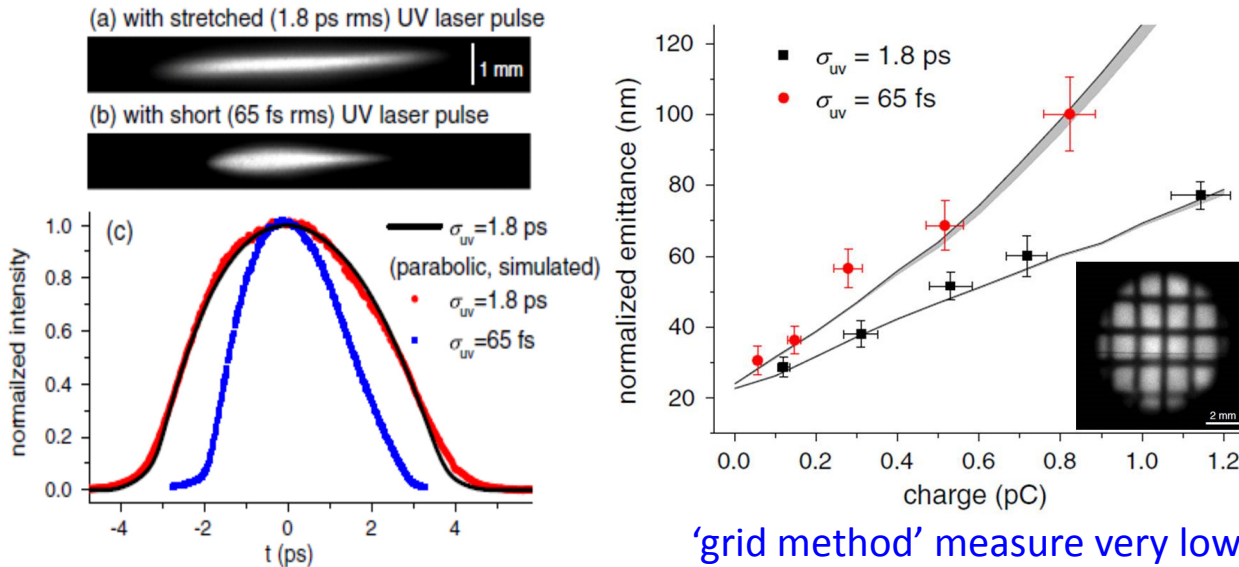 (a) with stretched (1.8 ps rms) UV laser pulse
1 mm
(b) with short (65 fs rms) UV laser pulse
(c)
σuv=1.8 ps
(parabolic, simulated)
σuv=1.8 ps
σuv=65 fs
normailzed intensity
1.0
0.8
0.6
0.4
0.2
0.0
-4 -2 0 2 4
t (ps)
σuv = 1.8 ps
σuv = 65 fs
normalized emittance (nm)
120
100
80
60
40
20
2 mm
0.0 0.2 0.4 0.6 0.8 1.0 1.2
charge (pC)
‘grid method’ measure very low